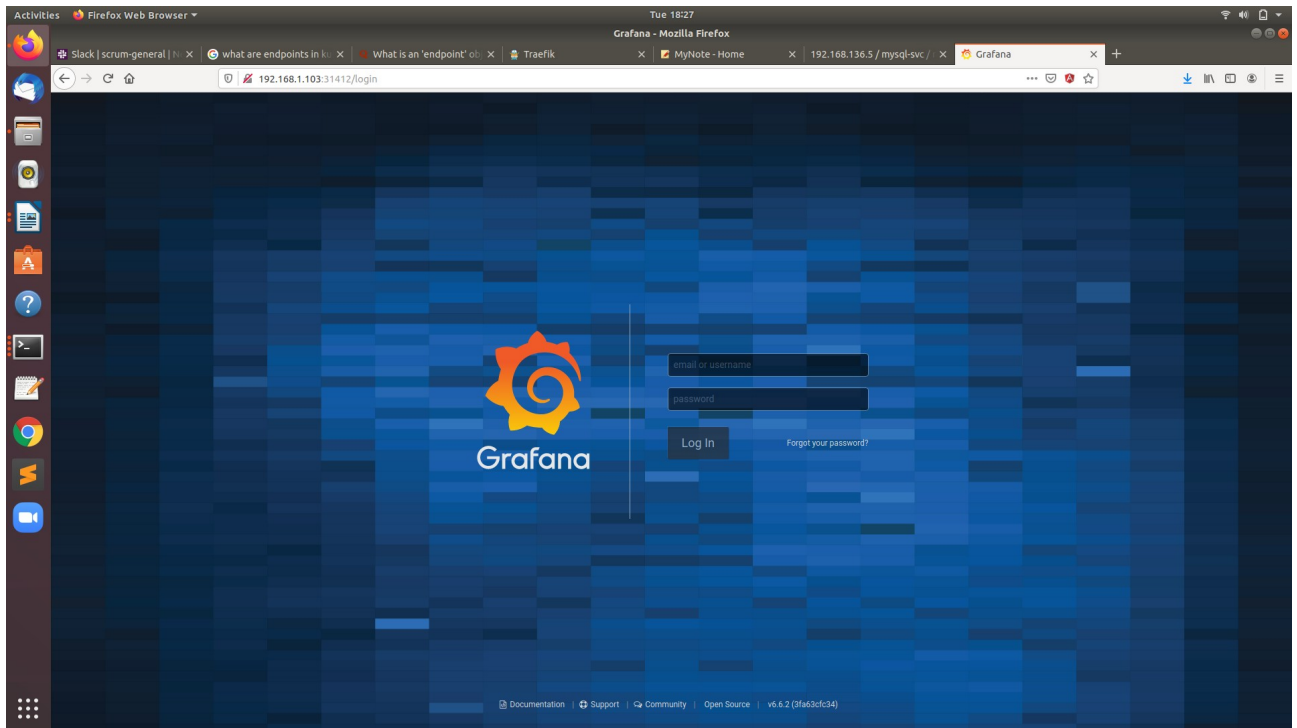 Activities Firefox Web Browser Tue 18:27
Grafana - Mozilla Firefox
Slack | scrum-general | N what are endpoints in ku What is an 'endpoint' ob Traefik MyNote - Home 192.168.136.5 / mysql-svc / Grafana
192.168.1.103:31412/login
email or username
password
Log In Forgot your password?
Grafana
Documentation | Support | Community | Open Source | v6.6.2 (3fa63cfc34)